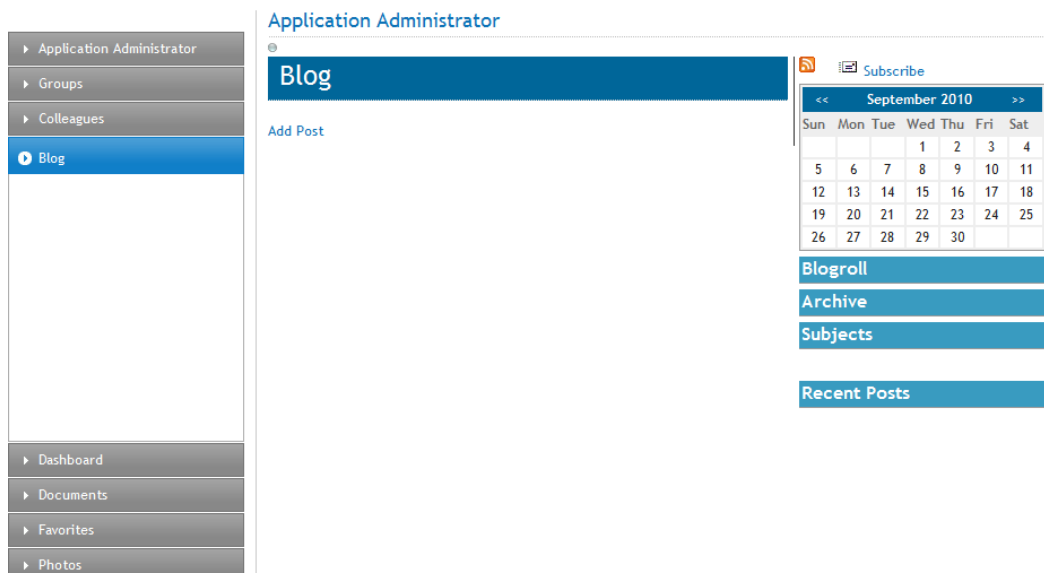 Application Administrator
Application Administrator
Groups
Colleagues
Blog
Dashboard
Documents
Favorites
Photos
Blog
Add Post
Subscribe
<< September 2010 >>
Sun Mon Tue Wed Thu Fri Sat
1 2 3 4
5 6 7 8 9 10 11
12 13 14 15 16 17 18
19 20 21 22 23 24 25
26 27 28 29 30
Blogroll
Archive
Subjects
Recent Posts